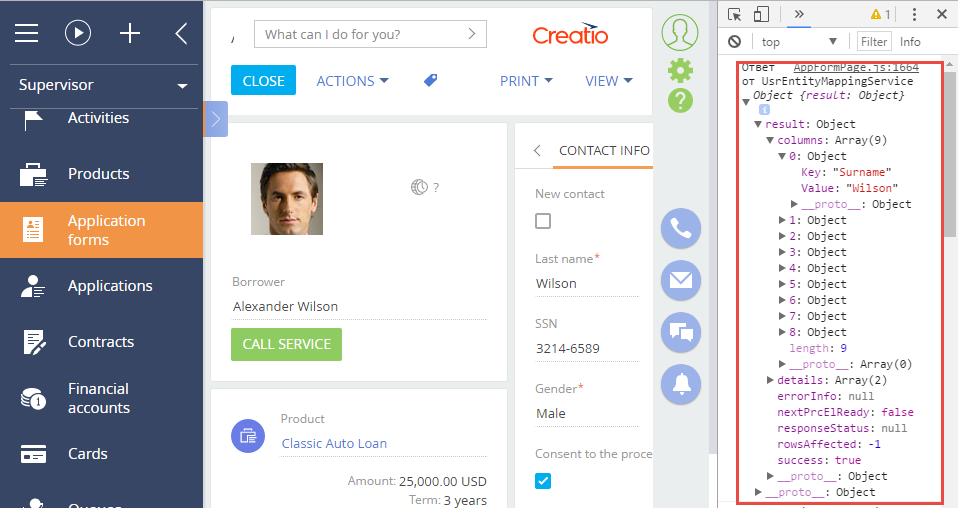 What can I do for you?
Creatio
Supervisor
CLOSE
ACTIONS
PRINT
VIEW
Activities
Products
Application
forms
Applications
Contracts
Financial
accounts
Cards
?
Borrower
Alexander Wilson
CALL SERVICE
Product
Classic Auto Loan
Amount: 25,000.00 USD
Term: 3 years
CONTACT INFO
New contact
Last name*
Wilson
SSN
3214-6589
Gender*
Male
Consent to the proce
?
1
top
Filter
Info
Ответ AppFormPage.js:1664
от UsrEntityMappingService
Object {result: Object}
i
result: Object
columns: Array(9)
0: Object
Key: "Surname"
Value: "Wilson"
__proto__: Object
1: Object
2: Object
3: Object
4: Object
5: Object
6: Object
7: Object
8: Object
length: 9
__proto__: Array(0)
details: Array(2)
errorInfo: null
nextPrcElReady: false
responseStatus: null
rowsAffected: -1
success: true
__proto__: Object
__proto__: Object